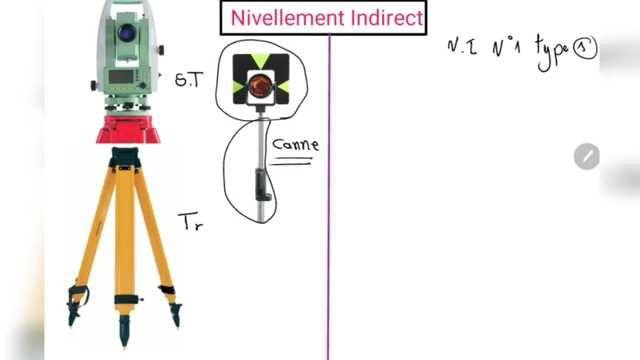 Nivellement Indirect
N.I N°1 type 1
S.T
Canne
Tr